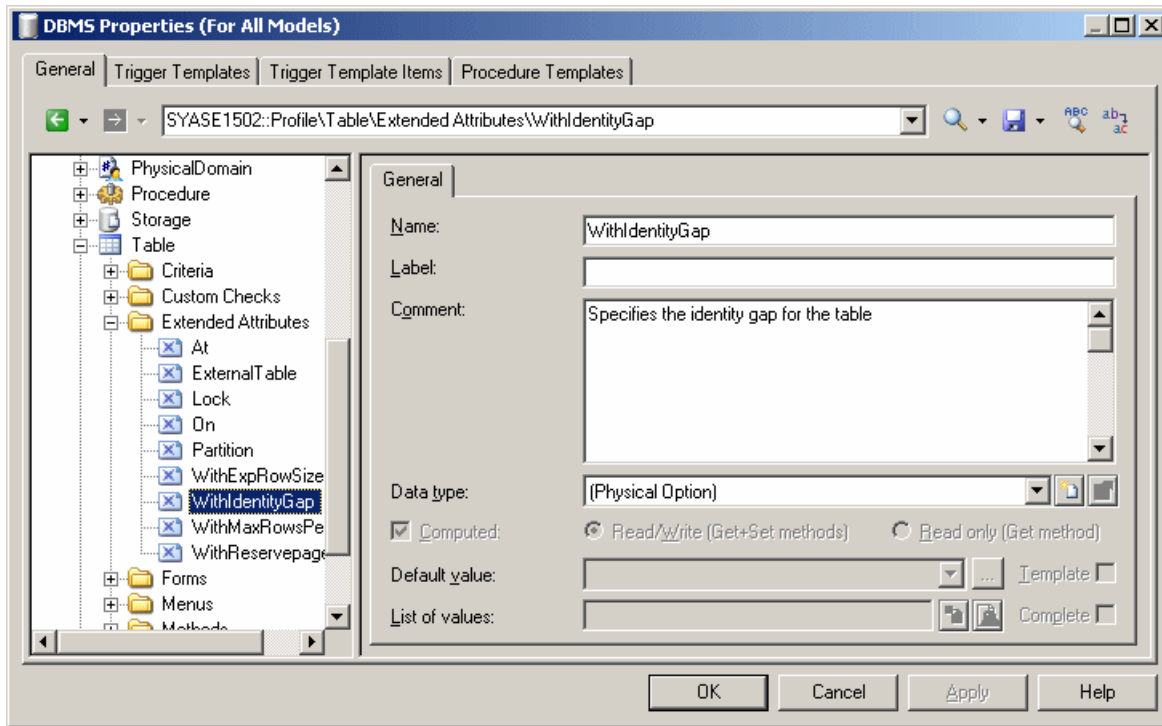 DBMS Properties (For All Models)
General Trigger Templates Trigger Template Items Procedure Templates
SYASE1502::Profile\Table\Extended Attributes\WithIdentityGap
ABC
ab
ac
PhysicalDomain
Procedure
Storage
Table
Criteria
Custom Checks
Extended Attributes
At
ExternalTable
Lock
On
Partition
WithExpRowSize
WithIdentityGap
WithMaxRowsPe
WithReservepage
Forms
Menus
Methods
General
Name: WithIdentityGap
Label:
Comment: Specifies the identity gap for the table
Data type: (Physical Option)
Computed: Read/Write (Get+Set methods) Read only (Get method)
Default value: ... Template
List of values: Complete
OK Cancel Apply Help